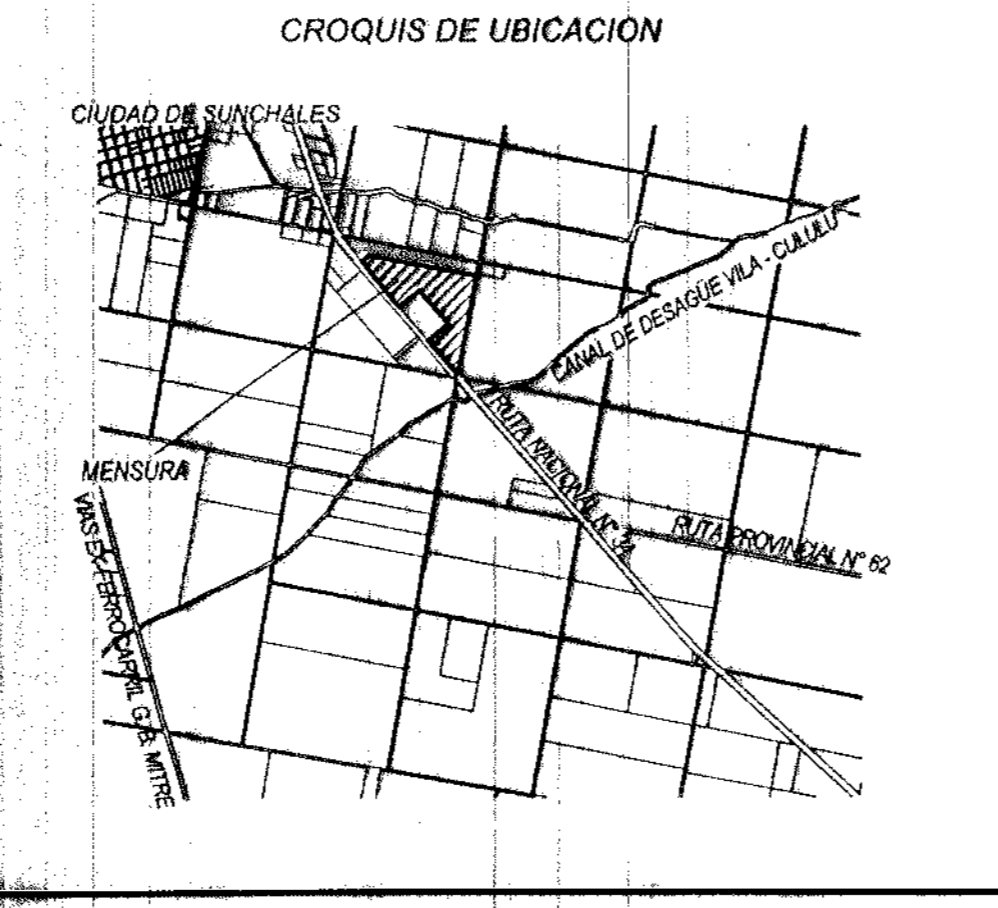 CROQUIS DE UBICACION
CIUDAD DE SUNCHALES
CANAL DE DESAGÜE VILA - CULULU
RUTA NACIONAL N° 34
MENSURA
RUTA PROVINCIAL N° 62
VIAS EX-FERROCARRIL G.B. MITRE